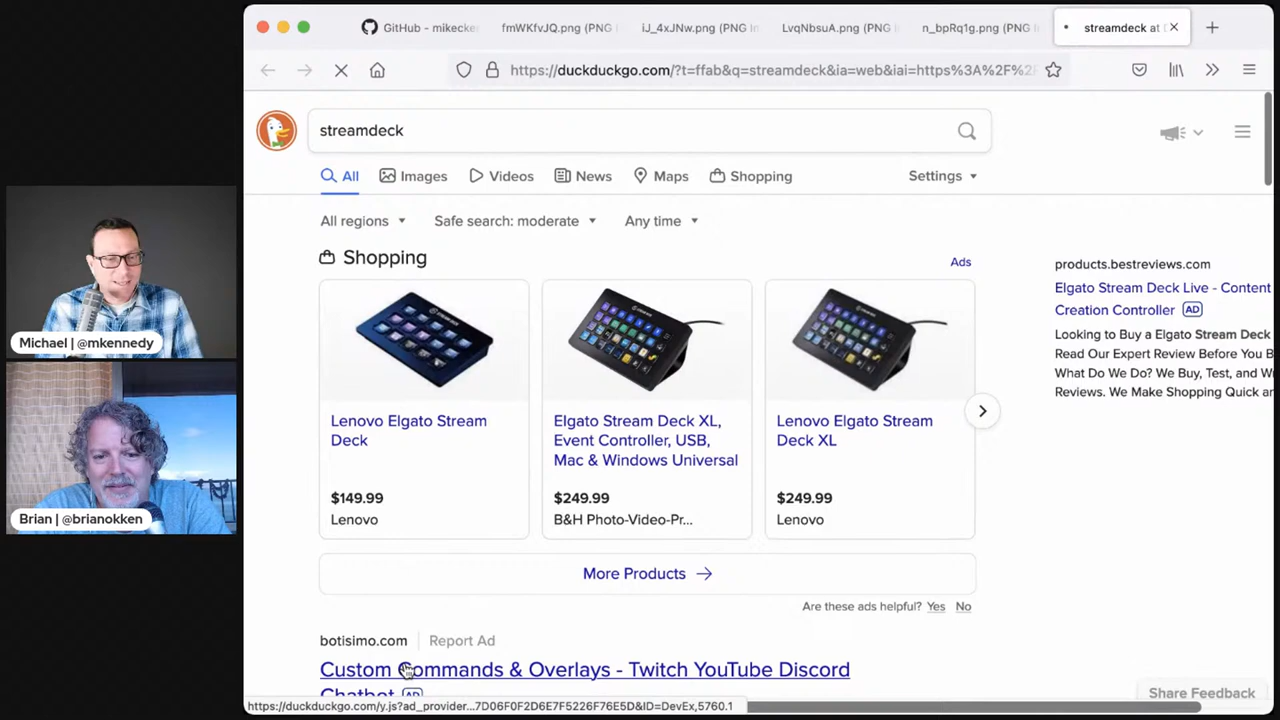 GitHub - mikecke
fmWKfvJQ.png (PNG I
iJ_4xJNw.png (PNG I
LvqNbsuA.png (PNG I
n_bpRq1g.png (PNG I
streamdeck at
https://duckduckgo.com/?t=ffab&q=streamdeck&ia=web&iai=https%3A%2F%2F
streamdeck
All
Images
Videos
News
Maps
Shopping
Settings
All regions
Safe search: moderate
Any time
Shopping
Ads
Lenovo Elgato Stream
Deck
$149.99
Lenovo
Elgato Stream Deck XL,
Event Controller, USB,
Mac & Windows Universal
$249.99
B&H Photo-Video-Pr...
Lenovo Elgato Stream
Deck XL
$249.99
Lenovo
More Products
Are these ads helpful? Yes No
products.bestreviews.com
Elgato Stream Deck Live - Content
Creation Controller AD
Looking to Buy a Elgato Stream Deck
Read Our Expert Review Before You B
What Do We Do? We Buy, Test, and W
Reviews. We Make Shopping Quick ar
botisimo.com Report Ad
Custom Commands & Overlays - Twitch YouTube Discord
Chatbot AD
https://duckduckgo.com/y.js?ad_provider...7D06F0F2D6E7F5226F76E5D&ID=DevEx,5760.1
Share Feedback
Michael | @mkennedy
Brian | @brianokken